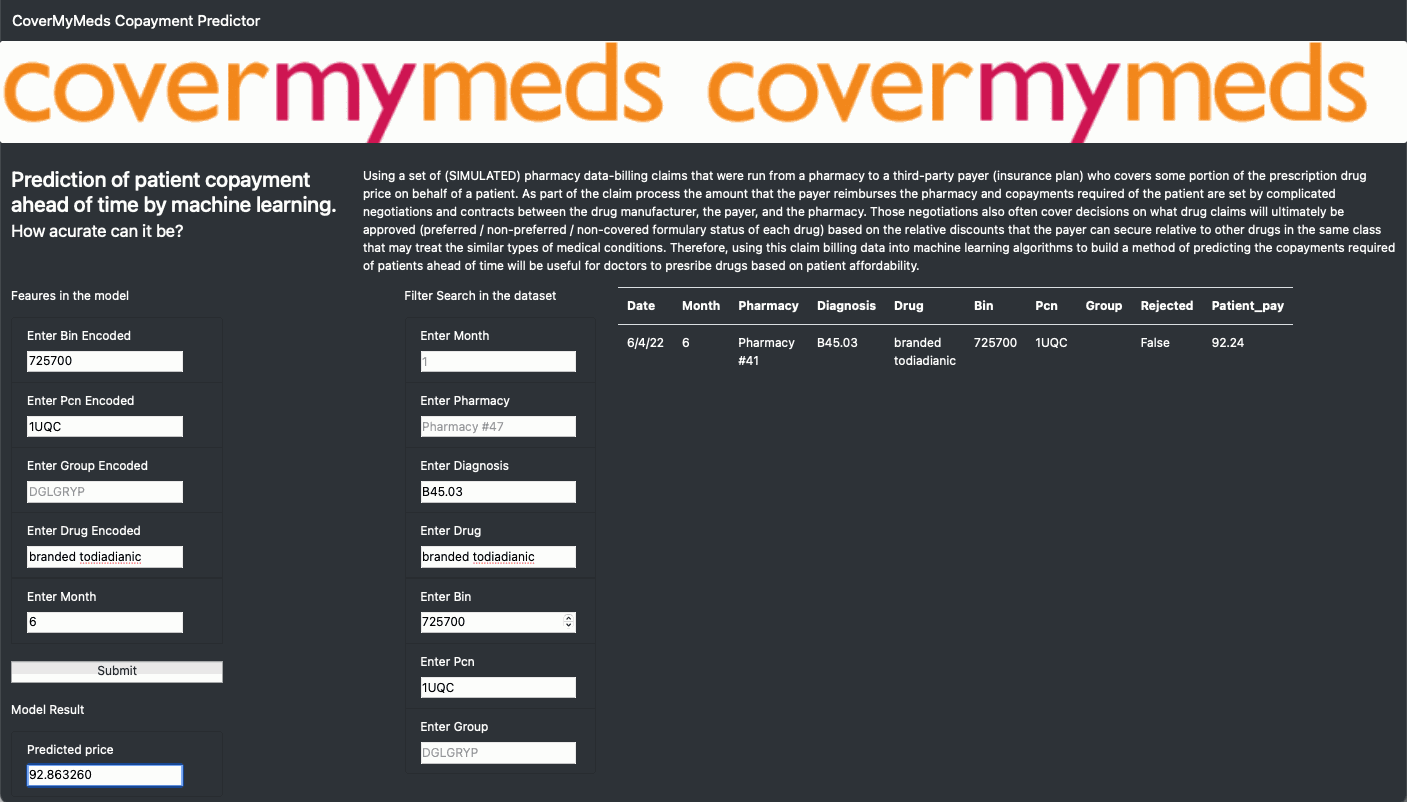 CoverMyMeds Copayment Predictor
covermymeds covermymeds
Prediction of patient copayment
ahead of time by machine learning.
How acurate can it be?
Using a set of (SIMULATED) pharmacy data-billing claims that were run from a pharmacy to a third-party payer (insurance plan) who covers some portion of the prescription drug
price on behalf of a patient. As part of the claim process the amount that the payer reimburses the pharmacy and copayments required of the patient are set by complicated
negotiations and contracts between the drug manufacturer, the payer, and the pharmacy. Those negotiations also often cover decisions on what drug claims will ultimately be
approved (preferred / non-preferred / non-covered formulary status of each drug) based on the relative discounts that the payer can secure relative to other drugs in the same class
that may treat the similar types of medical conditions. Therefore, using this claim billing data into machine learning algorithms to build a method of predicting the copayments required
of patients ahead of time will be useful for doctors to presribe drugs based on patient affordability.
Feaures in the model
Enter Bin Encoded
725700
Enter Pcn Encoded
1UQC
Enter Group Encoded
DGLGRYP
Enter Drug Encoded
branded todiadianic
Enter Month
6
Submit
Model Result
Predicted price
92.863260
Filter Search in the dataset
Enter Month
1
Enter Pharmacy
Pharmacy #47
Enter Diagnosis
B45.03
Enter Drug
branded todiadianic
Enter Bin
725700
Enter Pcn
1UQC
Enter Group
DGLGRYP
Date Month Pharmacy Diagnosis Drug Bin Pcn Group Rejected Patient_pay
6/4/22 6 Pharmacy B45.03 branded 725700 1UQC False 92.24
#41 todiadianic